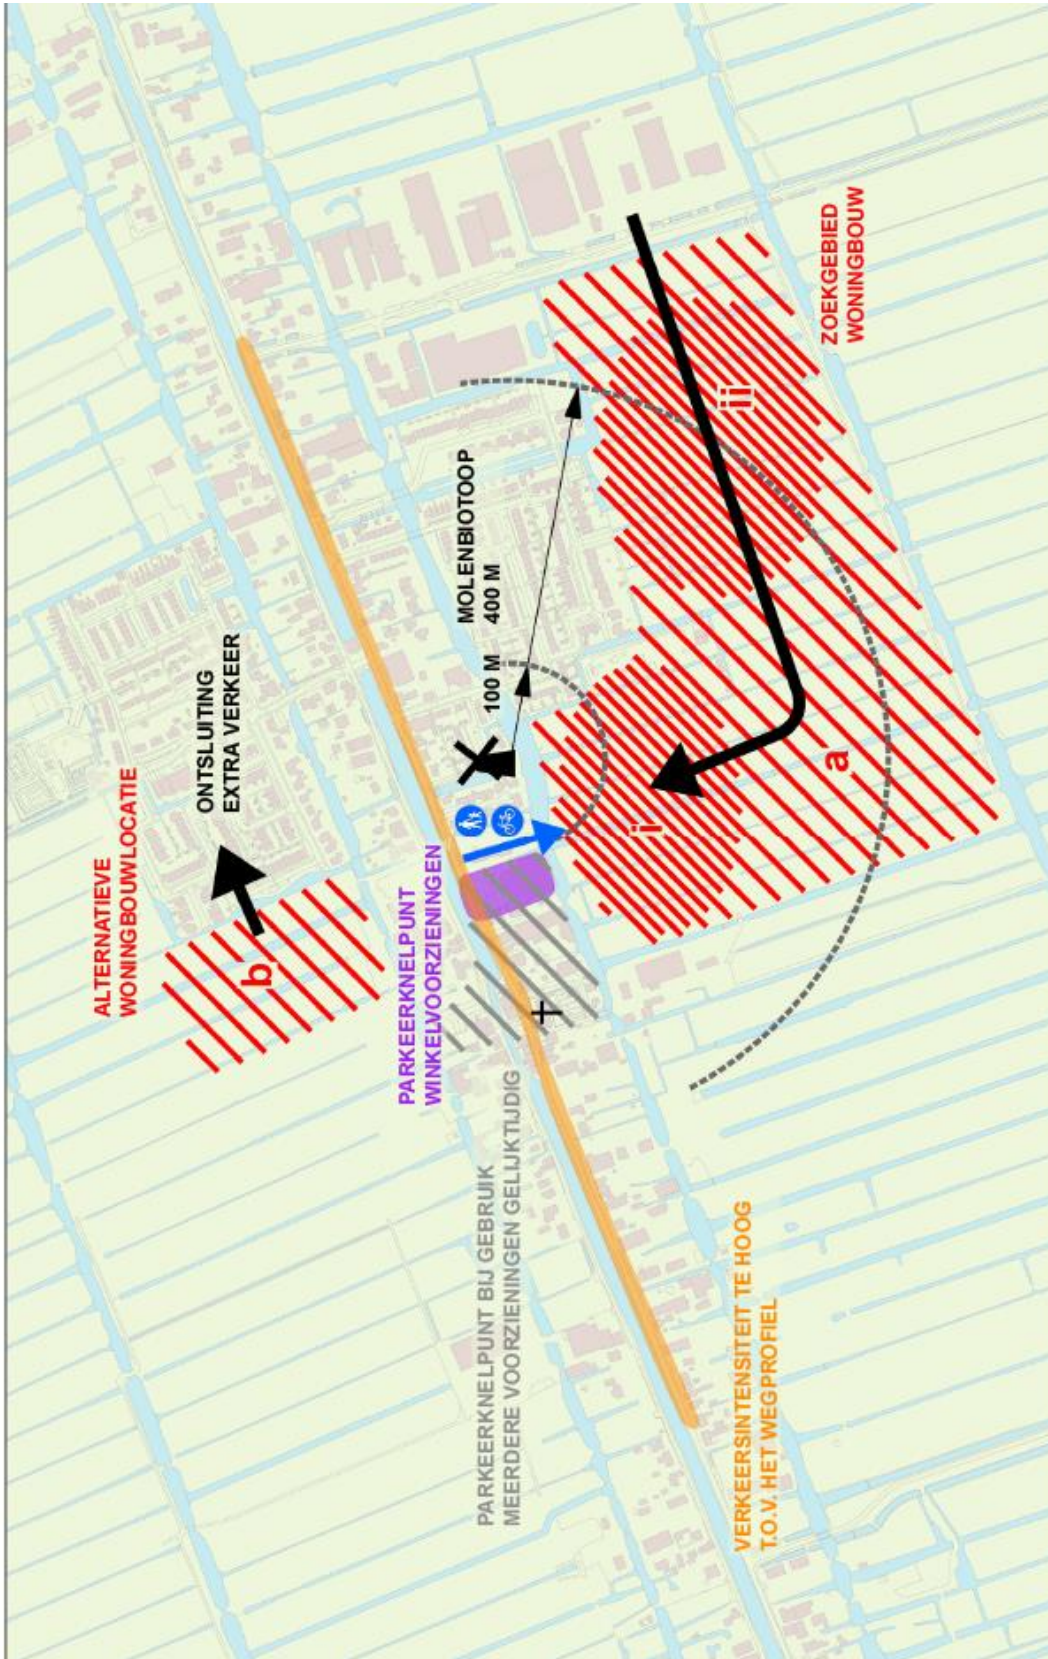 ALTERNATIEVE
WONINGBOUWLOCATIE
b
ONTSLUITING
EXTRA VERKEER
PARKEERKNELPUNT
WINKELVOORZIENINGEN
PARKEERKNELPUNT BIJ GEBRUIK
MEERDERE VOORZIENINGEN GELIJKTIJDIG
MOLENBIOTOOP
100 M 400 M
i
ii
a
VERKEERSINTENSITEIT TE HOOG
T.O.V. HET WEGPROFIEL
ZOEKGEBIED
WONINGBOUW